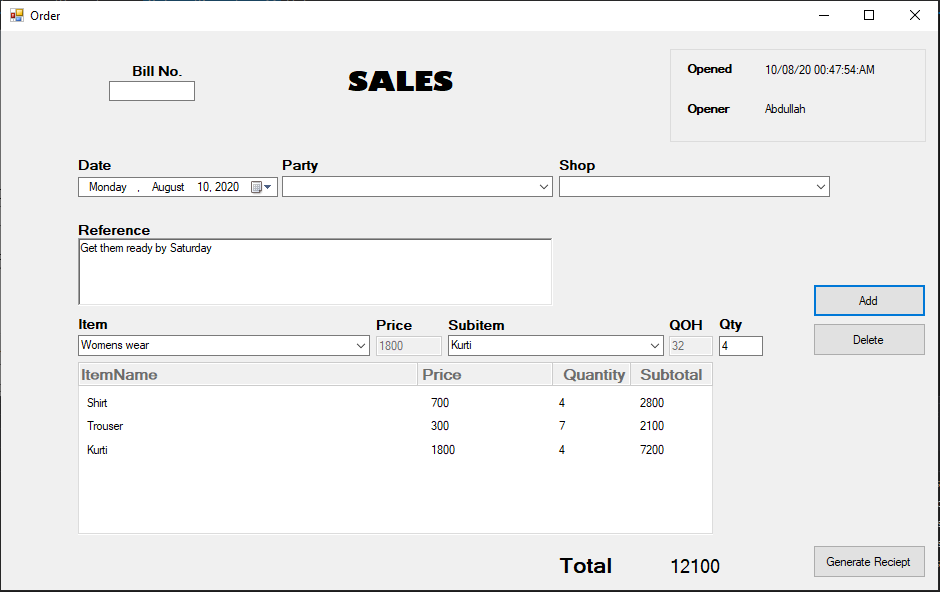 Order
Bill No.
SALES
Opened 10/08/20 00:47:54:AM
Opener Abdullah
Date Party Shop
Monday , August 10, 2020
Reference
Get them ready by Saturday
Add
Item Price Subitem QOH Qty
Womens wear 1800 Kurti 32 4
Delete
ItemName Price Quantity Subtotal
Shirt 700 4 2800
Trouser 300 7 2100
Kurti 1800 4 7200
Total 12100
Generate Reciept